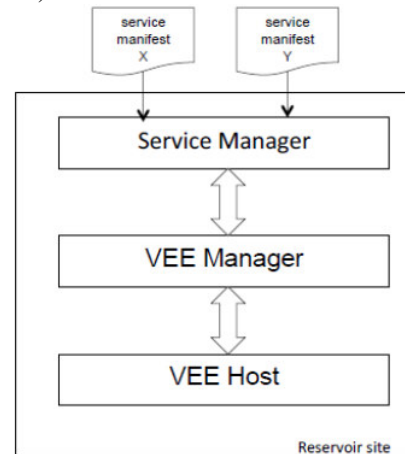 service
manifest
X
service
manifest
Y
Service Manager
VEE Manager
VEE Host
Reservoir site